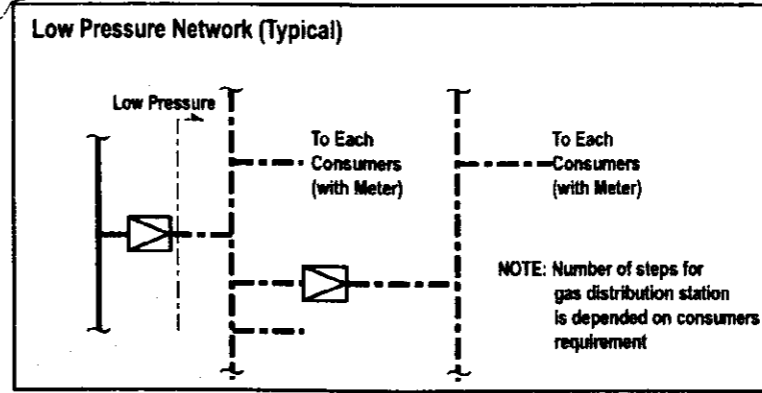 Low Pressure Network (Typical)
Low Pressure
To Each
Consumers
(with Meter)
To Each
Consumers
(with Meter)
NOTE: Number of steps for
gas distribution station
is depended on consumers
requirement